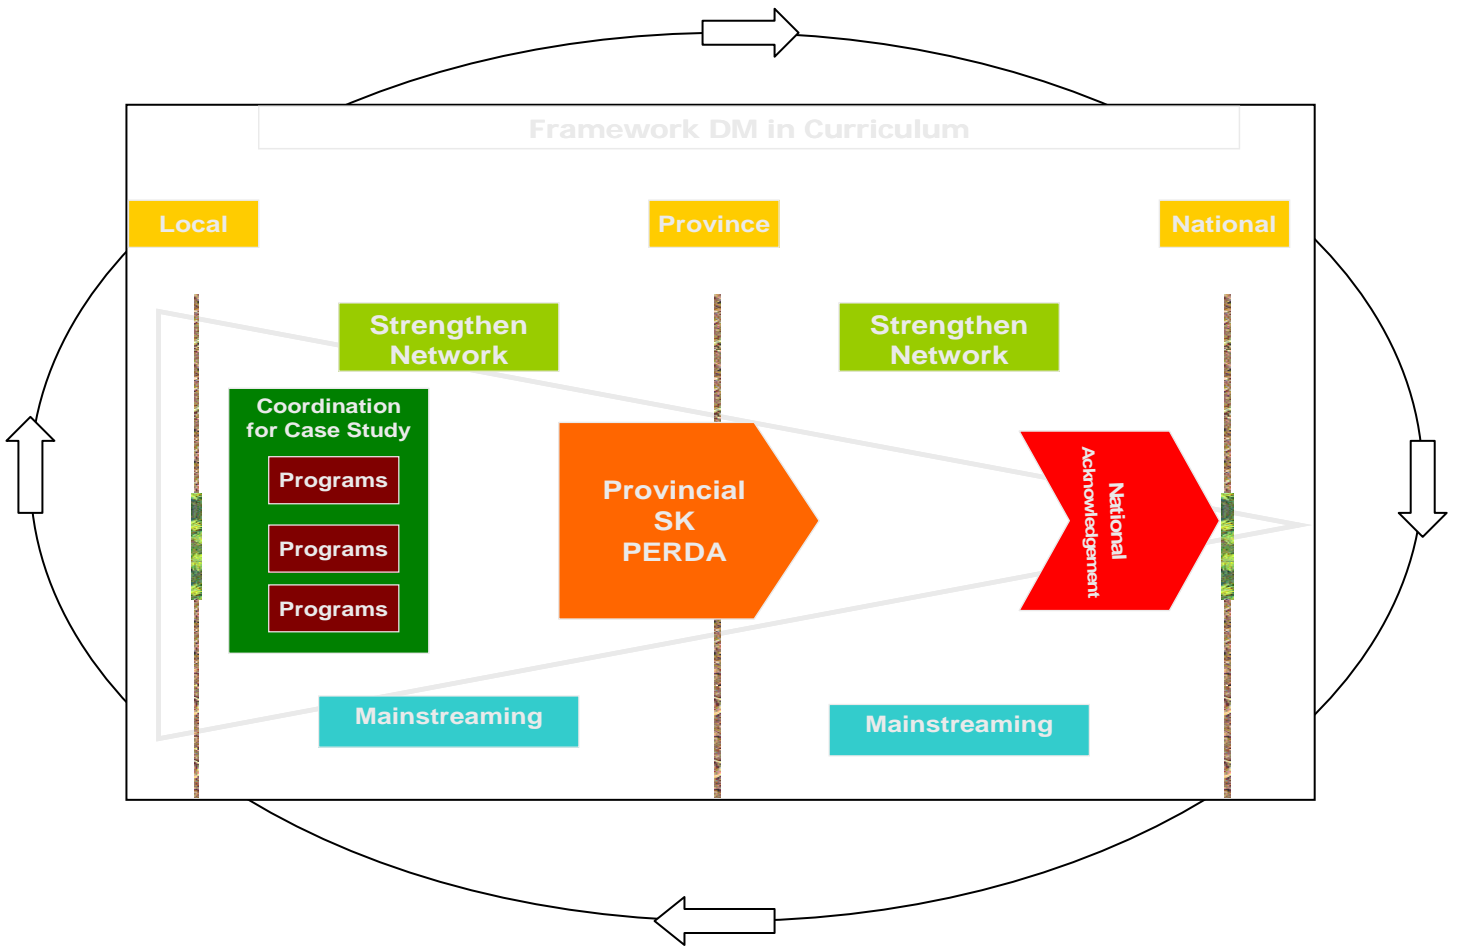 Framework DM in Curriculum
Local
Province
National
Strengthen
Network
Strengthen
Network
Coordination
for Case Study
Programs
Programs
Programs
Provincial
SK
PERDA
National
Acknowledgement
Mainstreaming
Mainstreaming